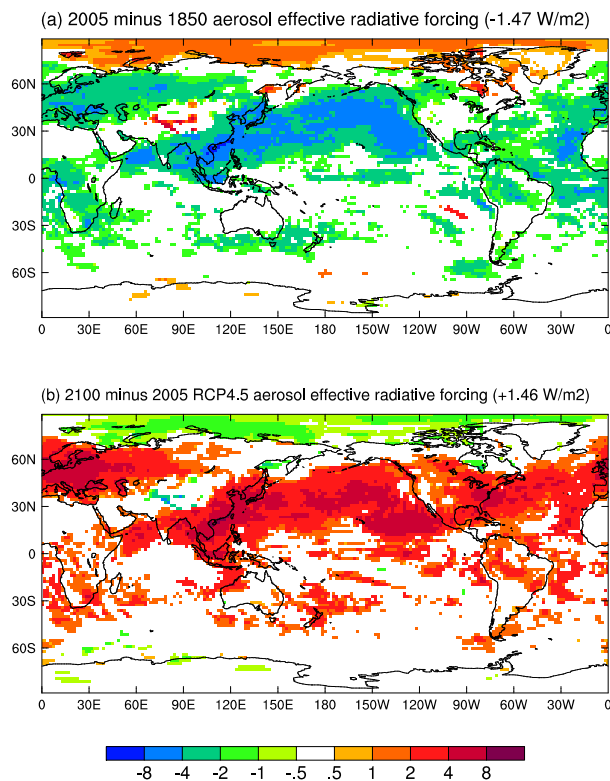 (a) 2005 minus 1850 aerosol effective radiative forcing (-1.47 W/m2)
60N
30N
0
30S
60S
0 30E 60E 90E 120E 150E 180 150W 120W 90W 60W 30W 0
(b) 2100 minus 2005 RCP4.5 aerosol effective radiative forcing (+1.46 W/m2)
60N
30N
0
30S
60S
0 30E 60E 90E 120E 150E 180 150W 120W 90W 60W 30W 0
-8 -4 -2 -1 -.5 .5 1 2 4 8